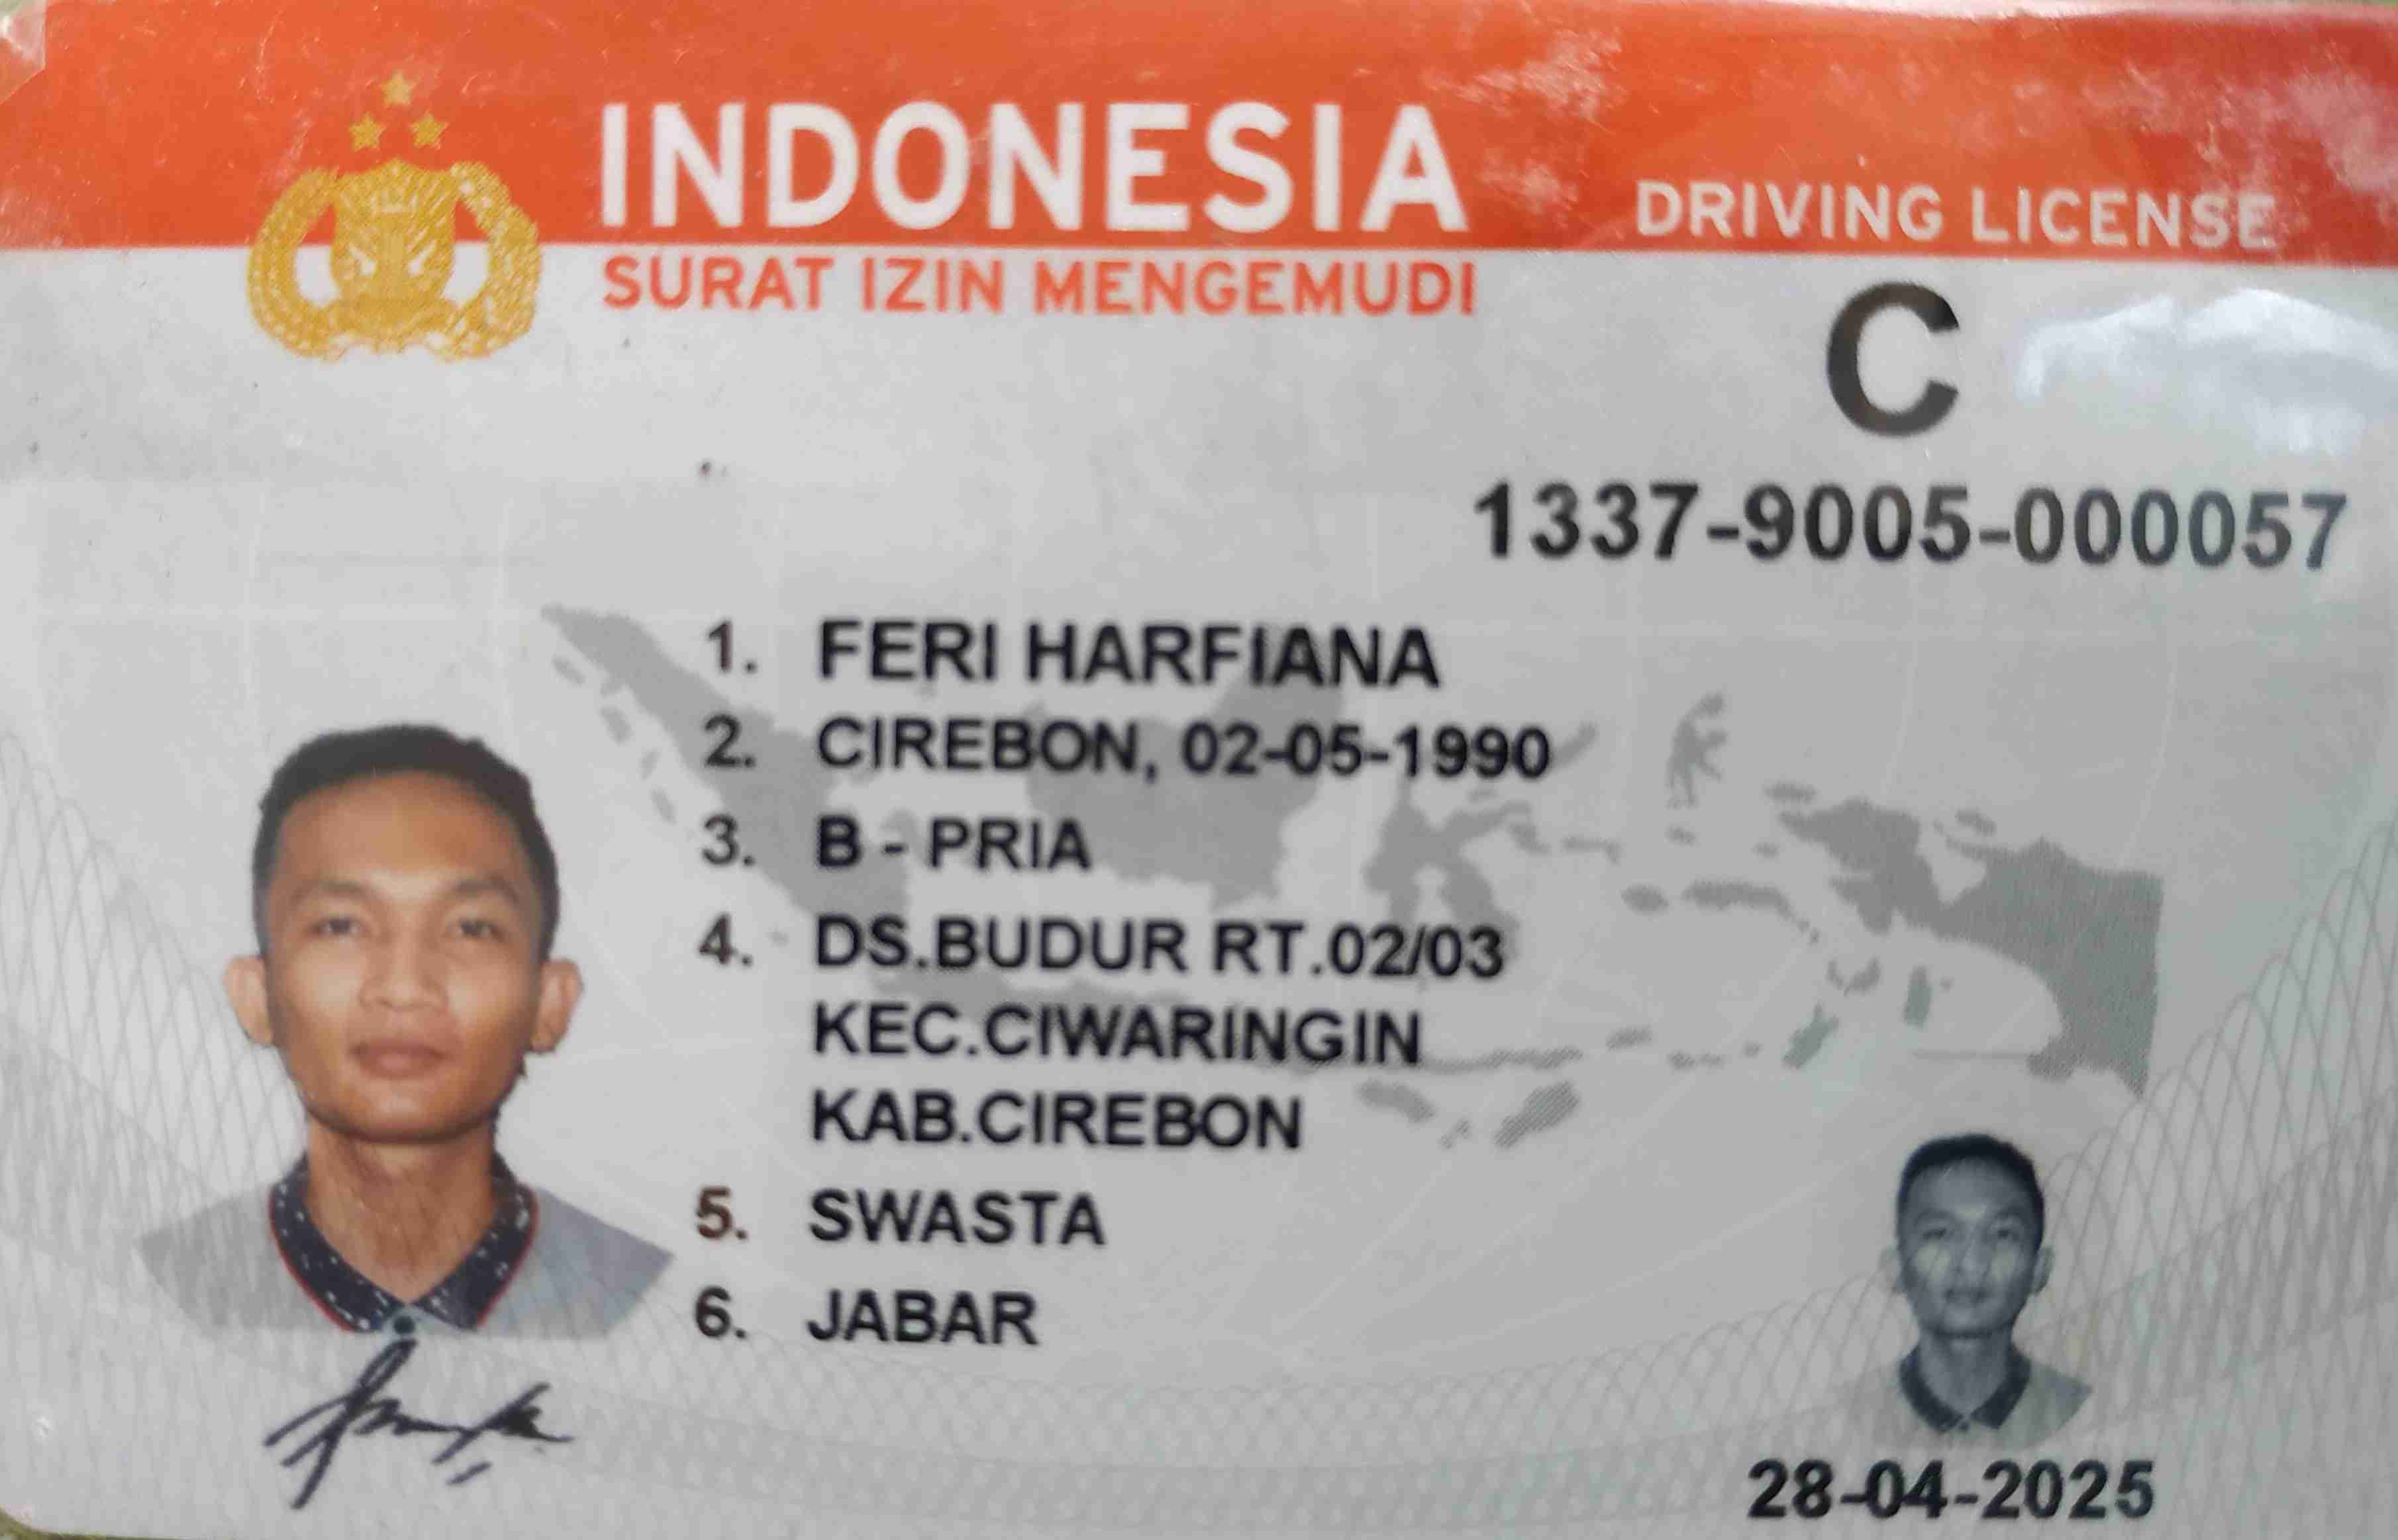 INDONESIA
DRIVING LICENSE
SURAT IZIN MENGEMUDI
C
1337-9005-000057
1. FERI HARFIANA
2. CIREBON, 02-05-1990
3. B - PRIA
4. DS.BUDUR RT.02/03
KEC.CIWARINGIN
KAB.CIREBON
5. SWASTA
6. JABAR
28-04-2025